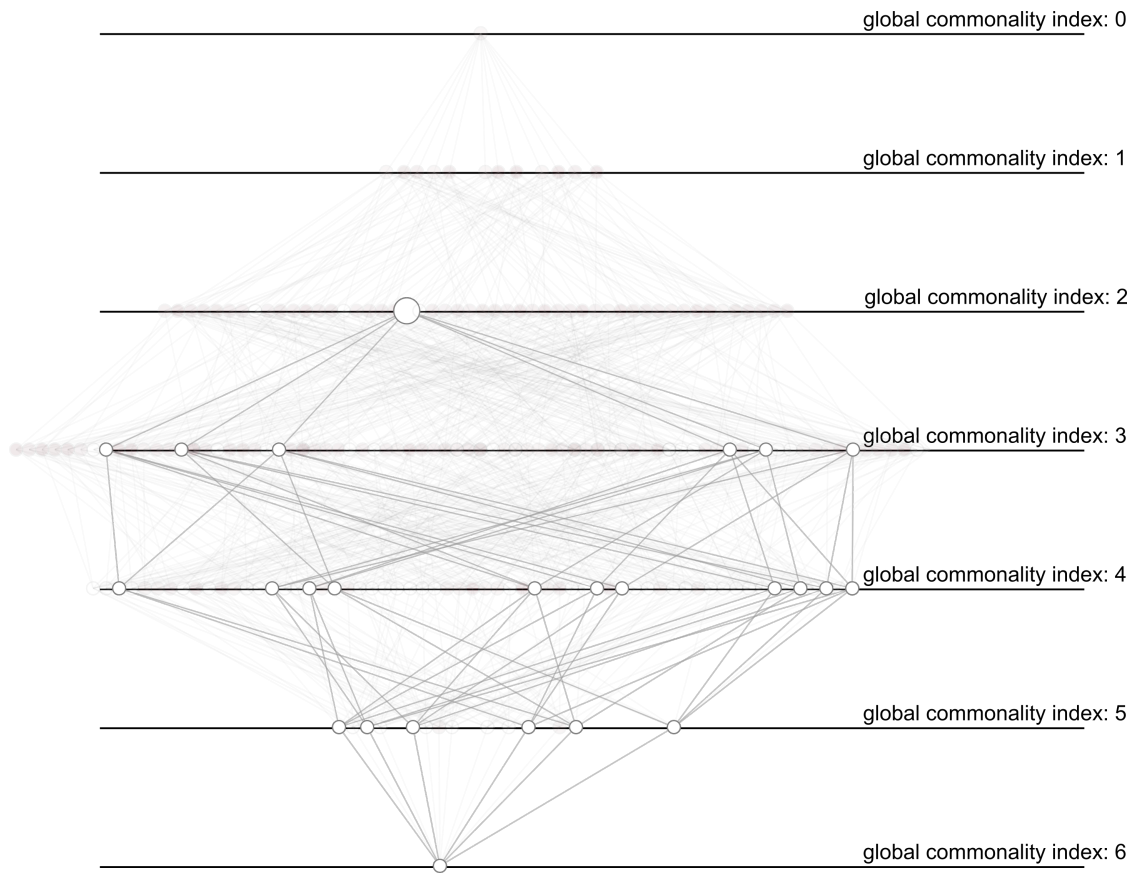 global commonality index: 0
global commonality index: 1
global commonality index: 2
global commonality index: 3
global commonality index: 4
global commonality index: 5
global commonality index: 6